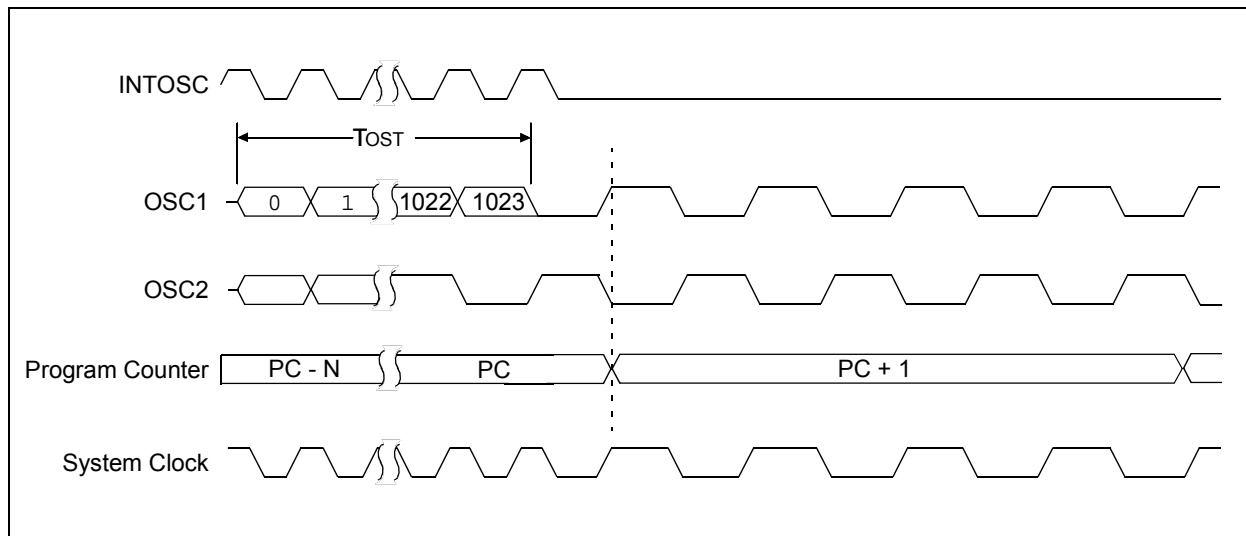 INTOSC
TOST
OSC1
0 1 1022 1023
OSC2
Program Counter
PC - N PC PC + 1
System Clock